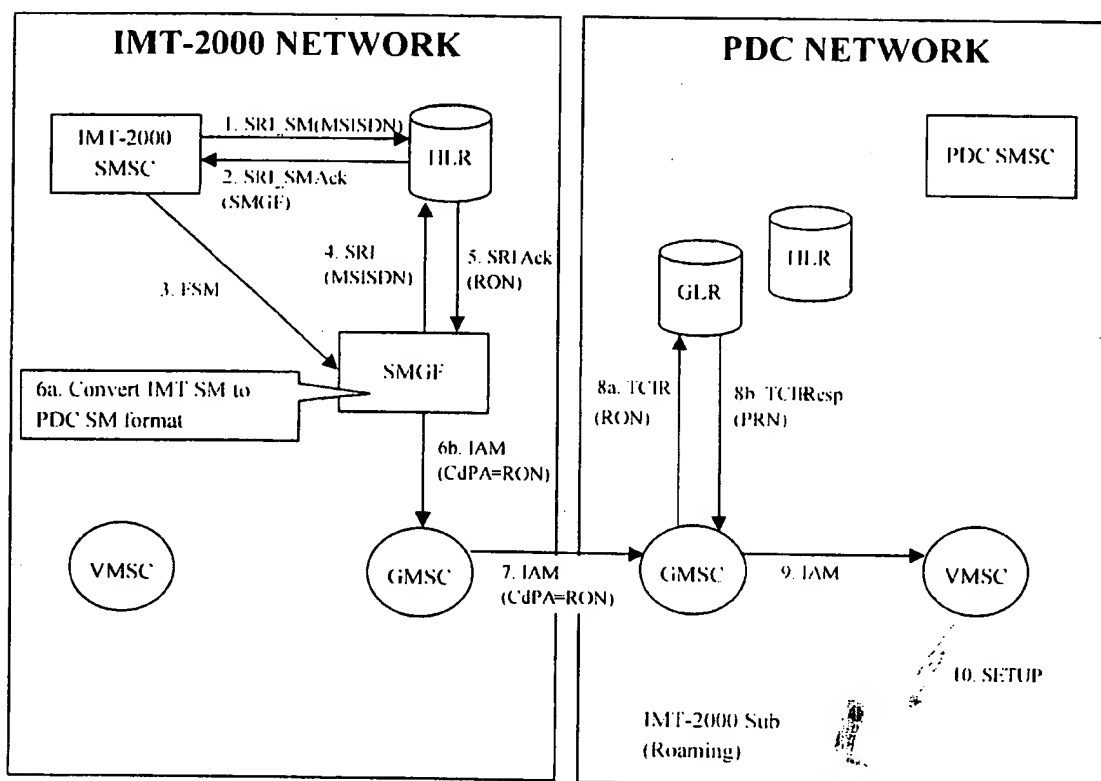 IMT-2000 NETWORK
PDC NETWORK
IMT-2000
SMSC
1. SRI_SM(MSISDN)
2. SRI_SMAck
(SMGF)
HLR
PDC SMSC
3. FSM
4. SRI
(MSISDN)
5. SRIAck
(RON)
GLR
HLR
6a. Convert IMT SM to
PDC SM format
SMGF
6b. IAM
(CdPA=RON)
8a. TCIR
(RON)
8b. TCIRResp
(PRN)
VMSC
GMSC
7. IAM
(CdPA=RON)
GMSC
9. IAM
VMSC
10. SETUP
IMT-2000 Sub
(Roaming)